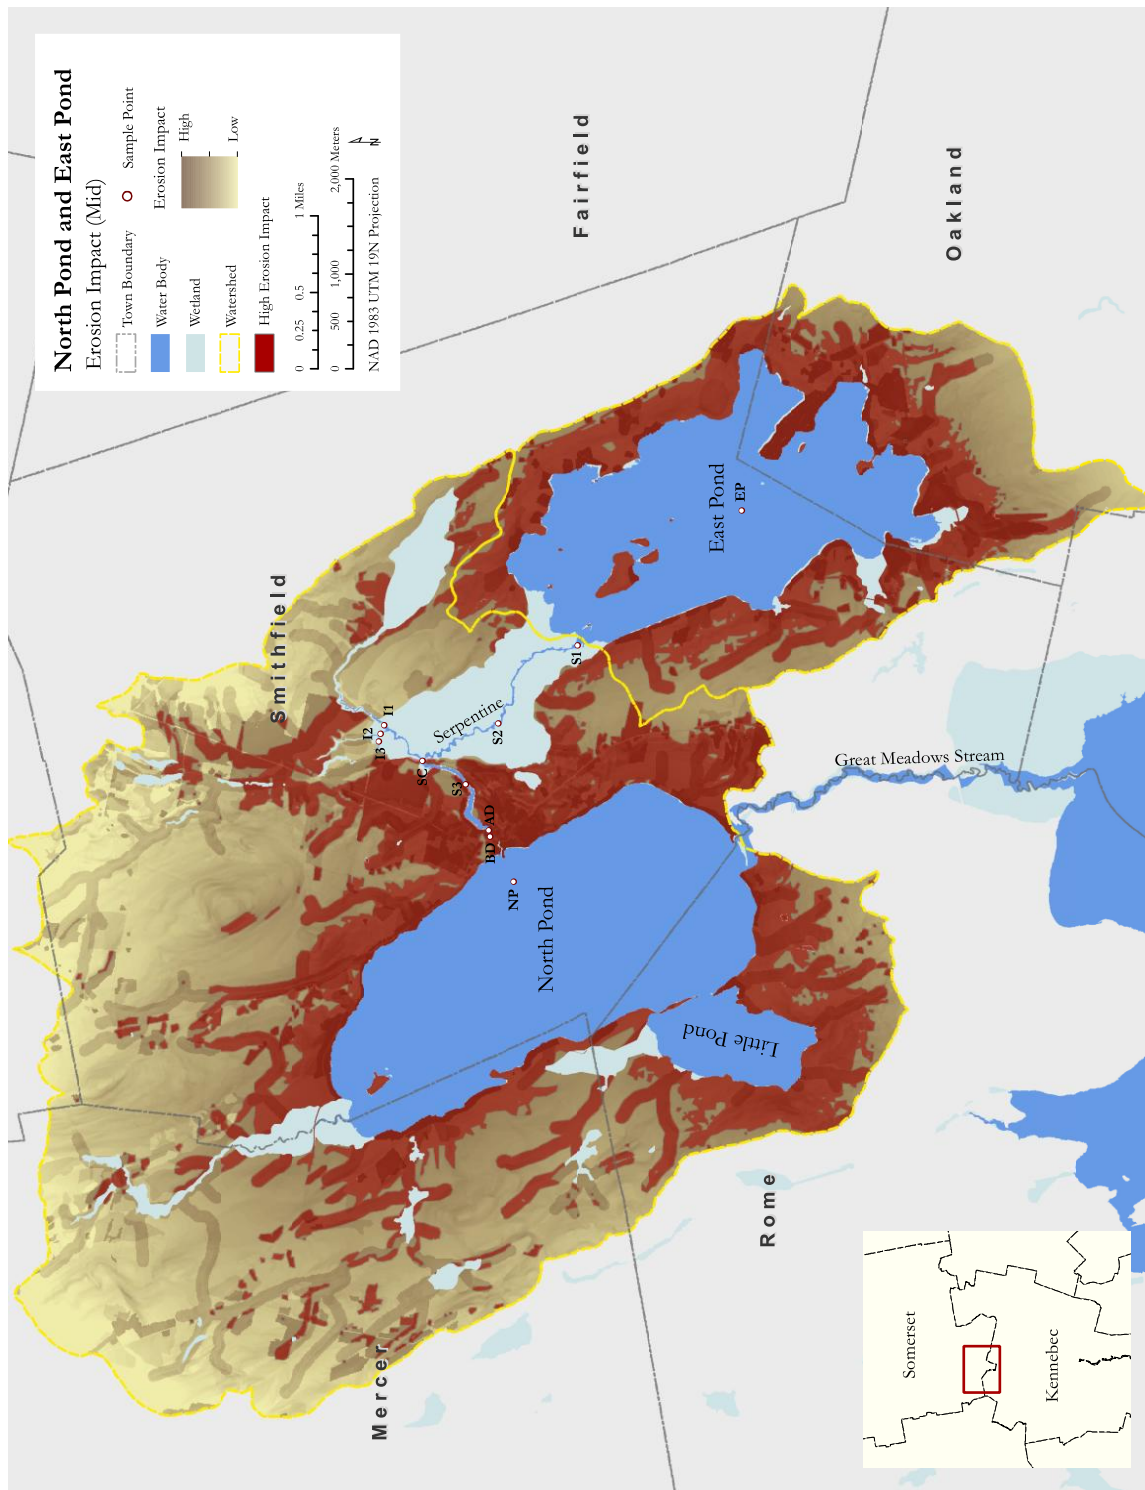 North Pond and East Pond
Erosion Impact (Mid)
Town Boundary
Water Body
Wetland
Watershed
High Erosion Impact
Sample Point
Erosion Impact
High
Low
0 0.25 0.5 1 Miles
0 500 1,000 2,000 Meters
N
NAD 1983 UTM 19N Projection
Mercer
Smithfield
Fairfield
Oakland
Rome
I3
I2
I1
SC
Serpentine
S3
S2
S1
BD
AD
NP
North Pond
Little Pond
East Pond
EP
Great Meadows Stream
Somerset
Kennebec